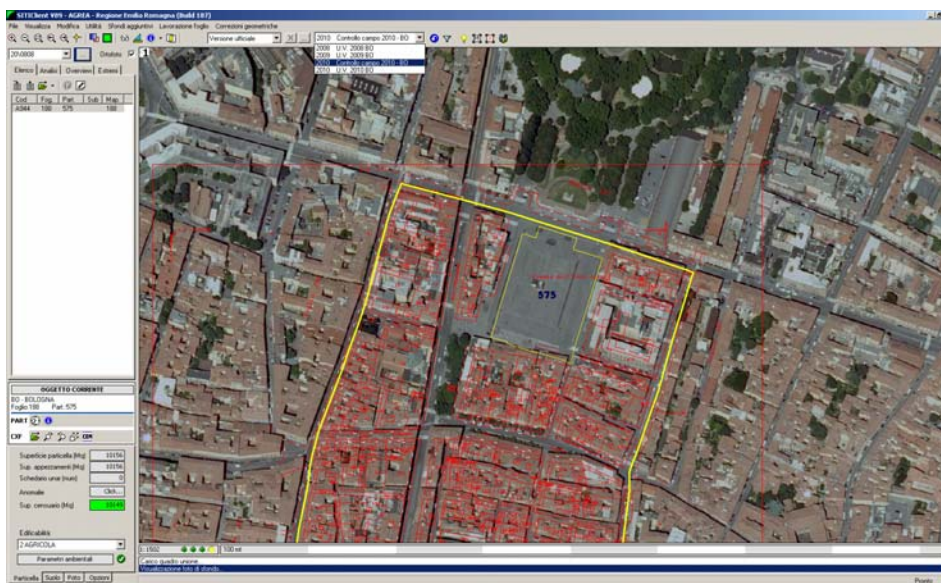 SITIClient V09 - AGREA - Regione Emilia Romagna (Build 187)
File Visualizza Modifica Utilità Sfondi aggiuntivi Lavorazione foglio Correzioni geometriche
Versione ufficiale
2010 Controllo campo 2010 - BO
2008 U.V. 2008 BO
2009 U.V. 2009 BO
2010 Controllo campo 2010 - BO
2010 U.V. 2010 BO
Ortofoto
1
Elenco Analisi Overview Esteso
Cod Fog. Part. Sub Map.
A944 188 575 188
575
OGGETTO CORRENTE
BO - BOLOGNA
Foglio:188 Part.:575
PART
CXF
Superficie particella (Mq) 10156
Sup. appezzamenti (Mq) 10156
Schedario unar (num) 0
Anomalie Click...
Sup. censuario (Mq)
Edificabilità
2 AGRICOLA
Parametri ambientali
1:1502 100 mt
Carico quadro unione...
Visualizzazione foto di sfondo...
Particella Suolo Foto Opzioni
Pronto